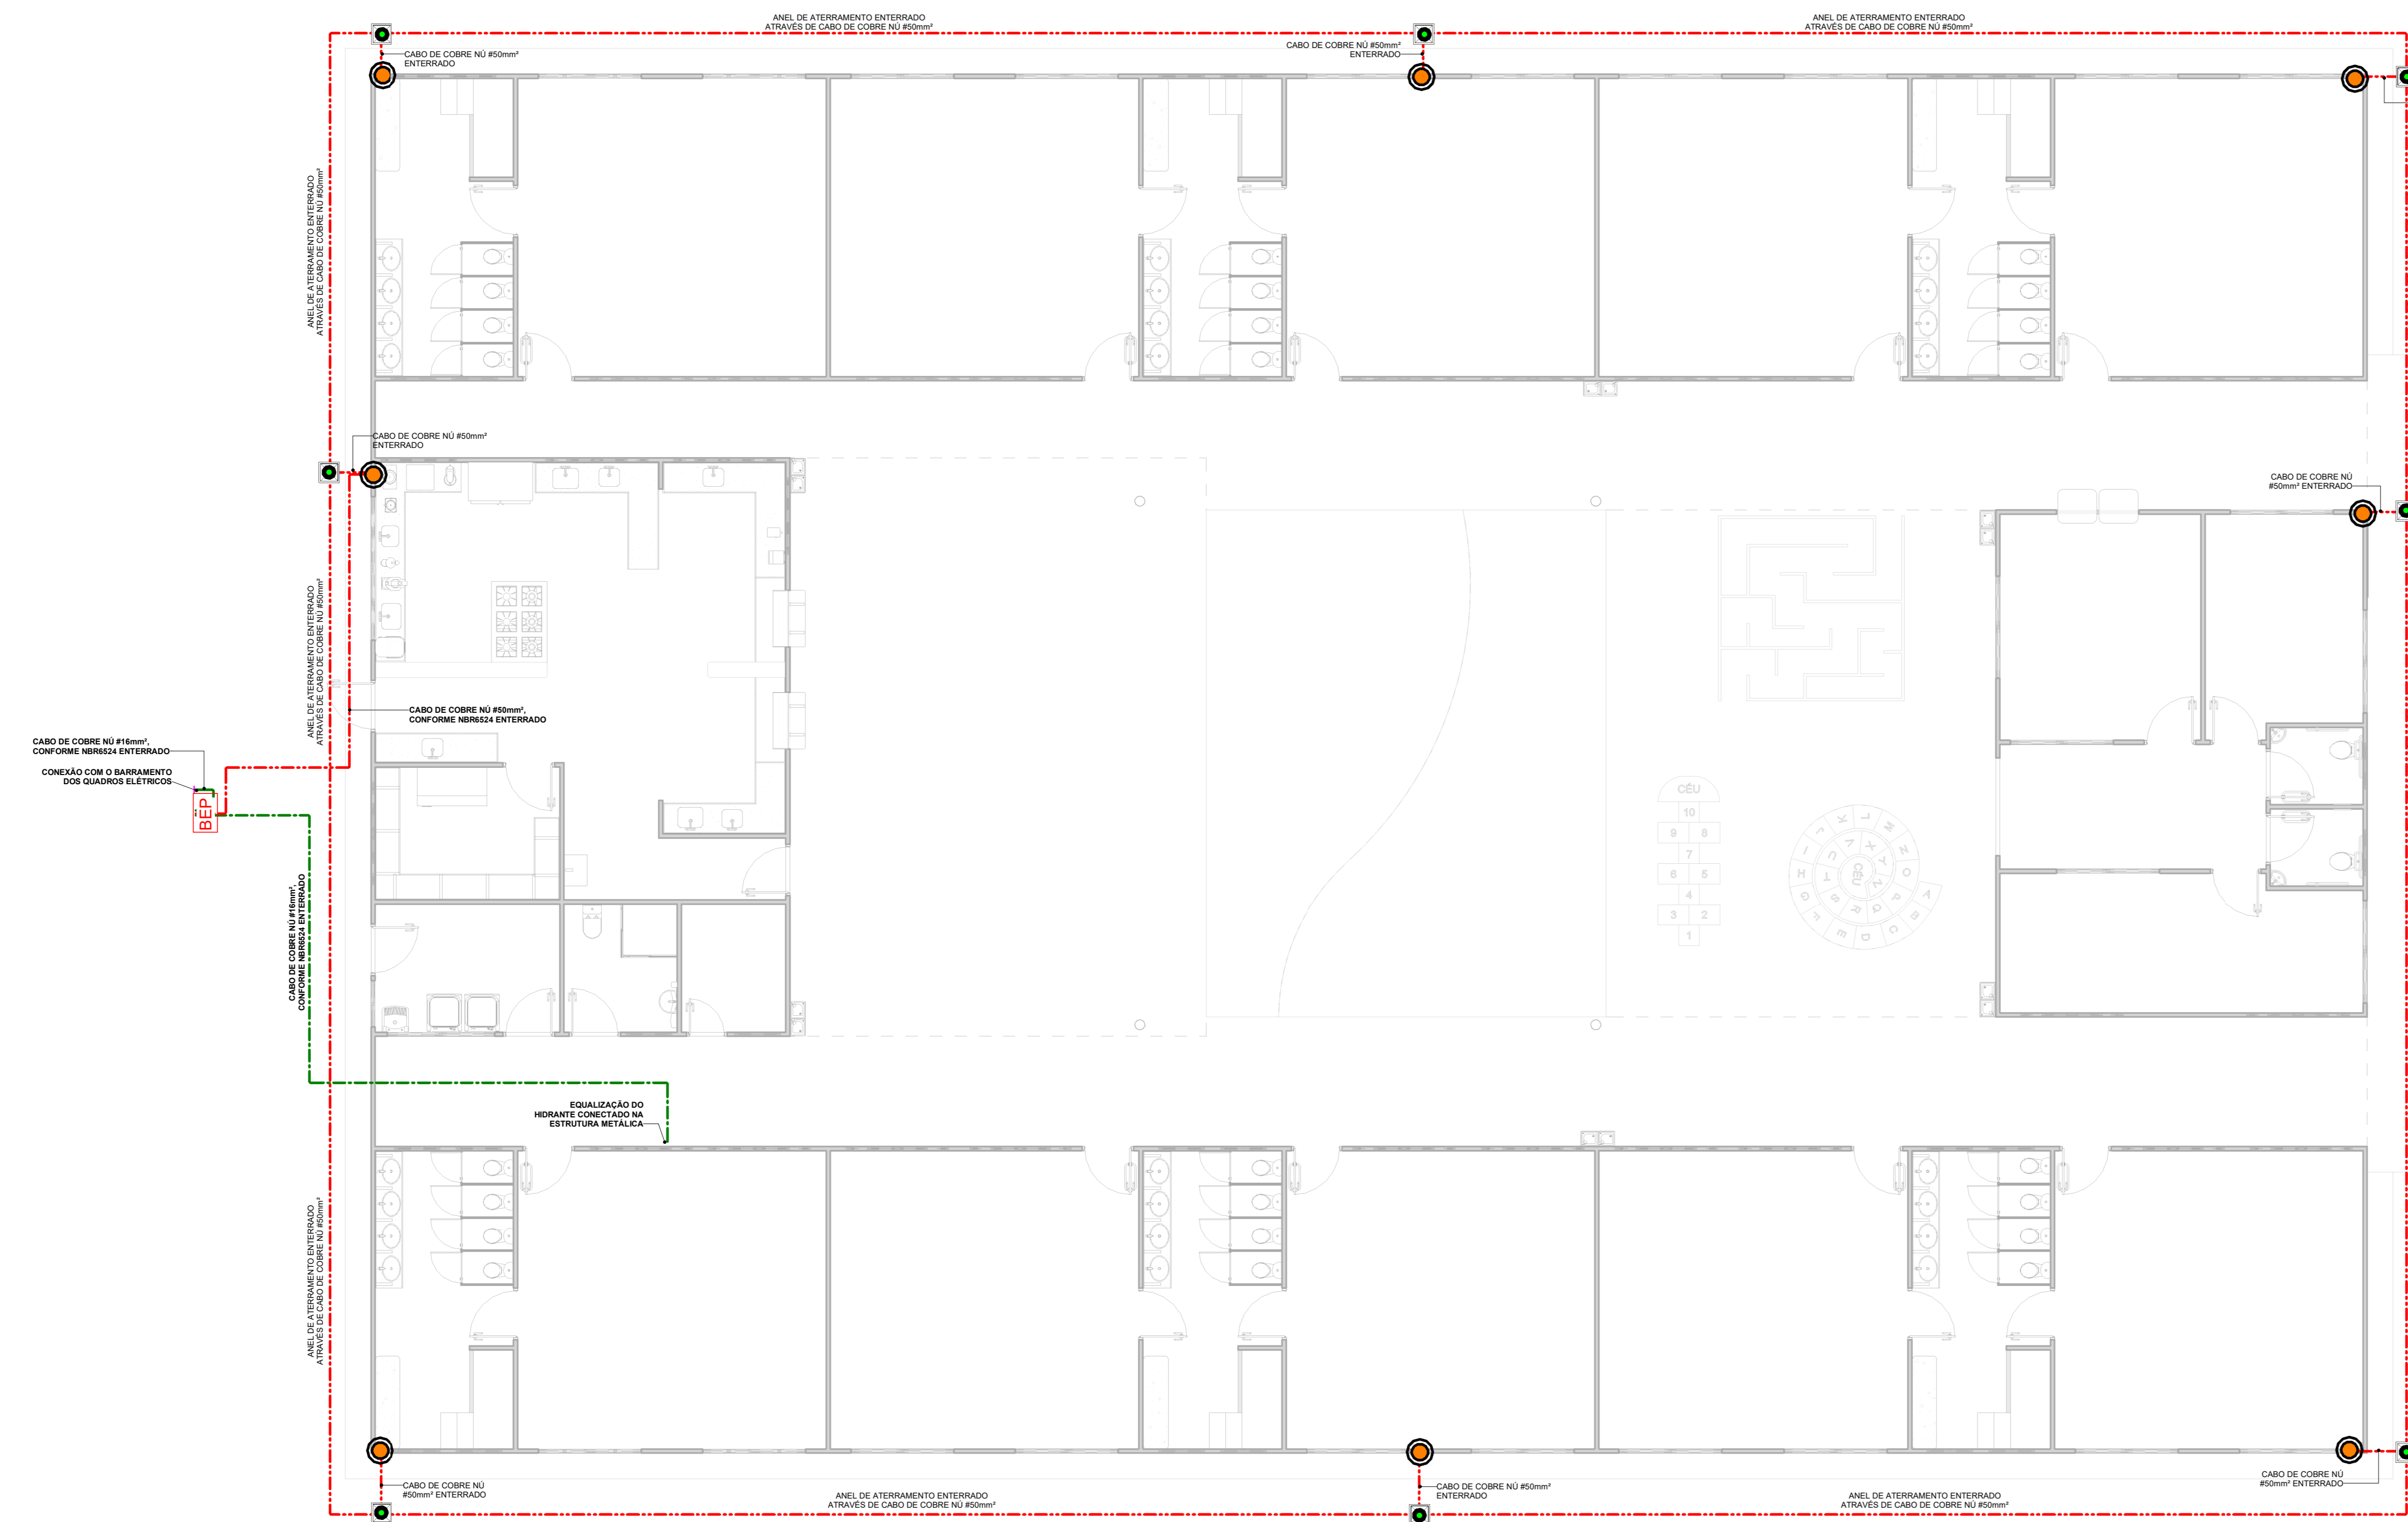 ANEL DE ATERRAMENTO ENTERRADO
ATRAVÉS DE CABO DE COBRE NÚ #50mm²
ANEL DE ATERRAMENTO ENTERRADO
ATRAVÉS DE CABO DE COBRE NÚ #50mm²
CABO DE COBRE NÚ #50mm²
ENTERRADO
CABO DE COBRE NÚ #50mm²
ENTERRADO
ANEL DE ATERRAMENTO ENTERRADO
ATRAVÉS DE CABO DE COBRE NÚ #50mm²
CABO DE COBRE NÚ #50mm²
ENTERRADO
CABO DE COBRE NÚ
#50mm² ENTERRADO
ANEL DE ATERRAMENTO ENTERRADO
ATRAVÉS DE CABO DE COBRE NÚ #50mm²
CABO DE COBRE NÚ #50mm²,
CONFORME NBR6524 ENTERRADO
CABO DE COBRE NÚ #16mm²,
CONFORME NBR6524 ENTERRADO
CONEXÃO COM O BARRAMENTO
DOS QUADROS ELÉTRICOS
BEP
CABO DE COBRE NÚ #16mm²,
CONFORME NBR6524 ENTERRADO
CÉU
10
9 8
7
6 5
4
3 2
1
A B C D E F G H I J K L M N O P Q R S T U V X Y Z
CÉU
EQUALIZAÇÃO DO
HIDRANTE CONECTADO NA
ESTRUTURA METÁLICA
ANEL DE ATERRAMENTO ENTERRADO
ATRAVÉS DE CABO DE COBRE NÚ #50mm²
CABO DE COBRE NÚ
#50mm² ENTERRADO
CABO DE COBRE NÚ #50mm²
ENTERRADO
CABO DE COBRE NÚ
#50mm² ENTERRADO
ANEL DE ATERRAMENTO ENTERRADO
ATRAVÉS DE CABO DE COBRE NÚ #50mm²
ANEL DE ATERRAMENTO ENTERRADO
ATRAVÉS DE CABO DE COBRE NÚ #50mm²